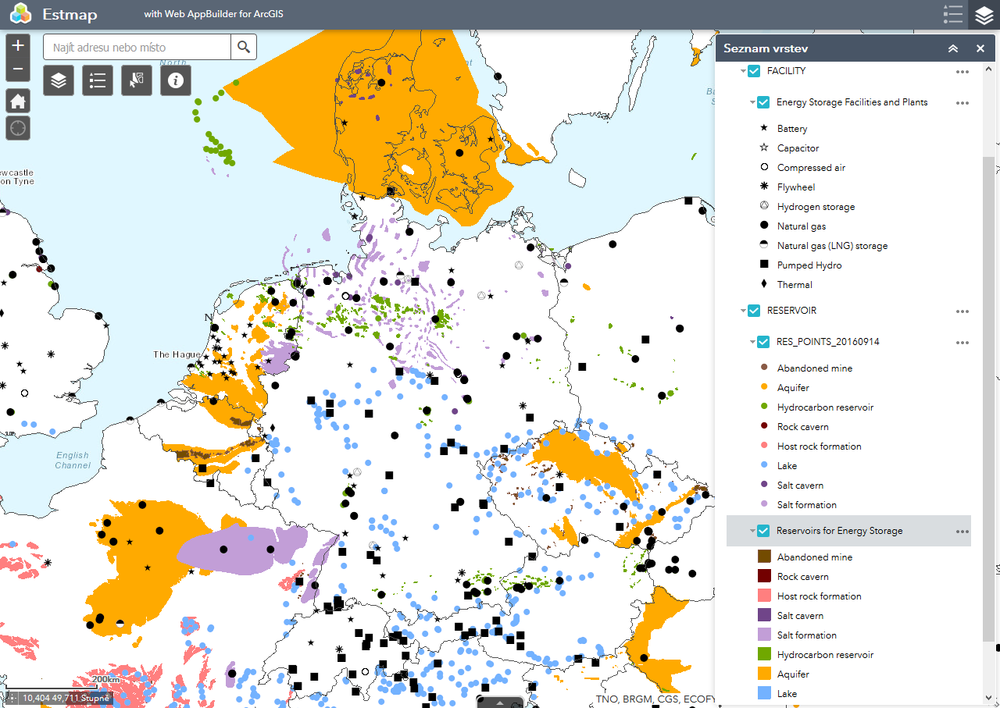 Estmap
with Web AppBuilder for ArcGIS
Najít adresu nebo místo
North
ewcastle
on Tyne
The Hague
English
Channel
200km
10,404 49,711 Stupně
TNO, BRGM, CGS, ECOFY
Seznam vrstev
FACILITY
Energy Storage Facilities and Plants
Battery
Capacitor
Compressed air
Flywheel
Hydrogen storage
Natural gas
Natural gas (LNG) storage
Pumped Hydro
Thermal
RESERVOIR
RES_POINTS_20160914
Abandoned mine
Aquifer
Hydrocarbon reservoir
Rock cavern
Host rock formation
Lake
Salt cavern
Salt formation
Reservoirs for Energy Storage
Abandoned mine
Rock cavern
Host rock formation
Salt cavern
Salt formation
Hydrocarbon reservoir
Aquifer
Lake